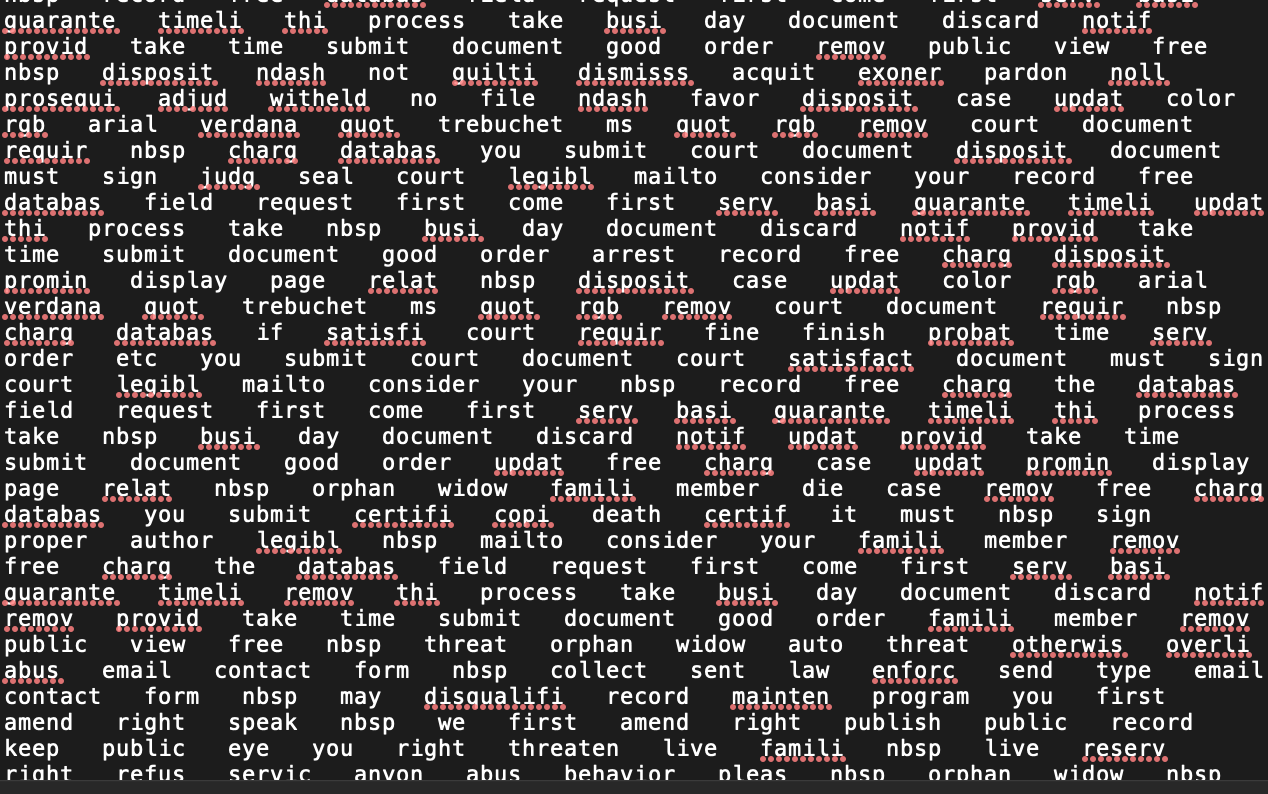 guarante timeli thi process take busi day document discard notif
provid take time submit document good order remov public view free
nbsp disposit ndash not guilti dismisss acquit exoner pardon noll
prosequi adjud witheld no file ndash favor disposit case updat color
rgb arial verdana quot trebuchet ms quot rgb remov court document
requir nbsp charg databas you submit court document disposit document
must sign judg seal court legibl mailto consider your record free
databas field request first come first serv basi guarante timeli updat
thi process take nbsp busi day document discard notif provid take
time submit document good order arrest record free charg disposit
promin display page relat nbsp disposit case updat color rgb arial
verdana quot trebuchet ms quot rgb remov court document requir nbsp
charg databas if satisfi court requir fine finish probat time serv
order etc you submit court document court satisfact document must sign
court legibl mailto consider your nbsp record free charg the databas
field request first come first serv basi guarante timeli thi process
take nbsp busi day document discard notif updat provid take time
submit document good order updat free charg case updat promin display
page relat nbsp orphan widow famili member die case remov free charg
databas you submit certifi copi death certif it must nbsp sign
proper author legibl nbsp mailto consider your famili member remov
free charg the databas field request first come first serv basi
guarante timeli remov thi process take busi day document discard notif
remov provid take time submit document good order famili member remov
public view free nbsp threat orphan widow auto threat otherwis overli
abus email contact form nbsp collect sent law enforc send type email
contact form nbsp may disqualifi record mainten program you first
amend right speak nbsp we first amend right publish public record
keep public eye you right threaten live famili nbsp live reserv
right refus servic anyon abus behavior pleas nbsp orphan widow nbsp